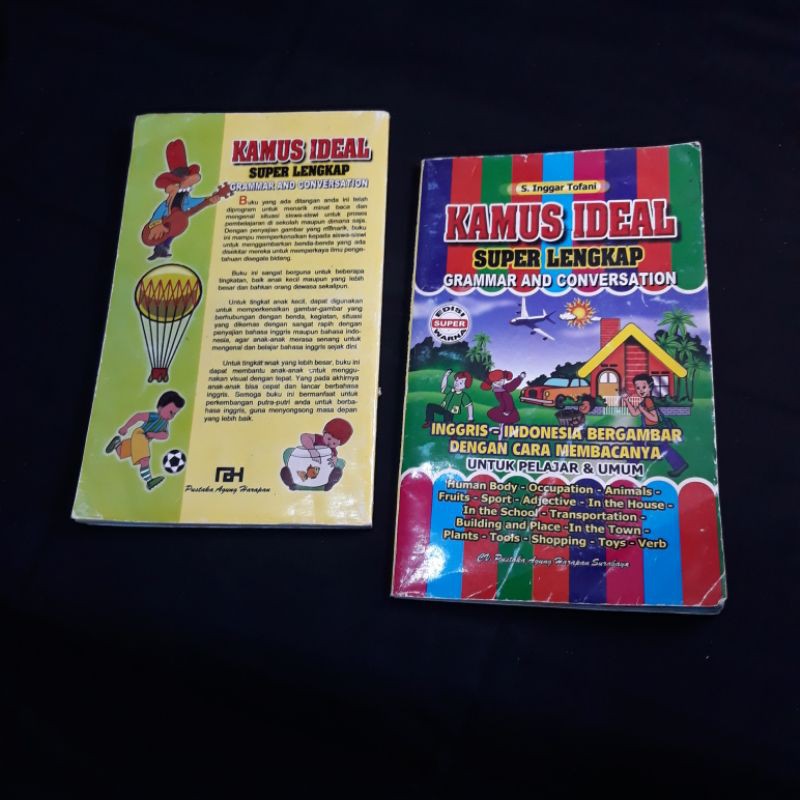 KAMUS IDEAL
SUPER LENGKAP
GRAMMAR AND CONVERSATION
Buku yang ada ditangan anda ini telah
diprogram untuk menarik minat baca dan
mengenal situasi siswa-siswi untuk proses
pembelajaran di sekolah maupun dimana saja.
Dengan penyajian gambar yang menarik, buku
ini mampu memperkenalkan kepada siswa-siswi
untuk menggambarkan benda-benda yang ada
disekitar mereka untuk memperkaya ilmu penge-
tahuan disegala bidang.
Buku ini sangat berguna untuk beberapa
tingkatan, baik anak kecil maupun yang lebih
besar dan bahkan orang dewasa sekalipun.
Untuk tingkat anak kecil, dapat digunakan
untuk memperkenalkan gambar-gambar yang
berhubungan dengan benda, kegiatan, situasi
yang dikemas dengan sangat rapih dengan
penyajian bahasa inggris maupun bahasa indo-
nesia, agar anak-anak merasa senang untuk
mengenal dan belajar bahasa inggris sejak dini
Untuk tingkat anak yang lebih besar, buku ini
dapat membantu anak-anak untuk menggu-
nakan visual dengan tepat. Yang pada akhirnya
anak-anak bisa cepat dan lancar berbahasa
inggris. Semoga buku ini bermanfaat untuk
perkembangan putra-putri anda untuk berba-
hasa inggris, guna menyongsong masa depan
yang lebih baik.
PAH
Pustaka Agung Harapan
S. Inggar Tofani
KAMUS IDEAL
SUPER LENGKAP
GRAMMAR AND CONVERSATION
EDISI
SUPER
WARNA
INGGRIS - INDONESIA BERGAMBAR
DENGAN CARA MEMBACANYA
UNTUK PELAJAR & UMUM
Human Body - Occupation - Animals -
Fruits - Sport - Adjective - In the House -
In the School - Transportation -
Building and Place -In the Town -
Plants - Tools - Shopping - Toys - Verb
CV. Pustaka Agung Harapan Surabaya